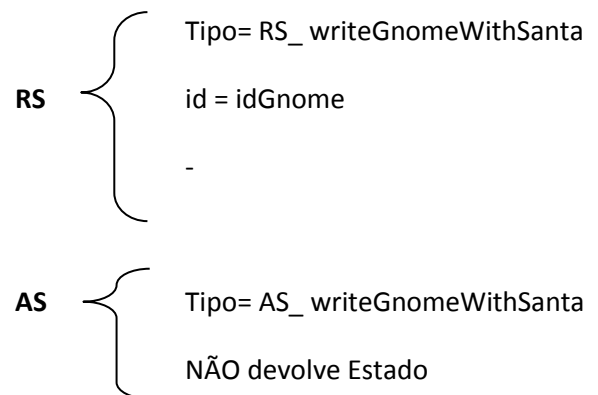 Tipo= RS_ writeGnomeWithSanta
RS id = idGnome
-
AS Tipo= AS_ writeGnomeWithSanta
NÃO devolve Estado